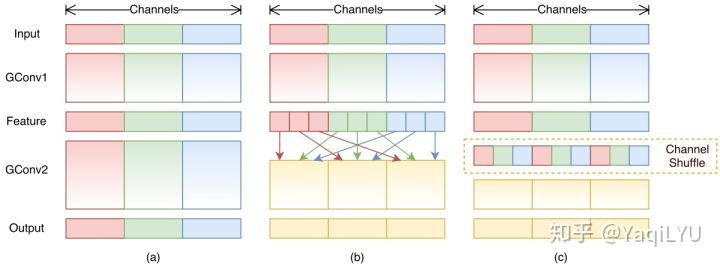 Channels Channels Channels
Input
GConv1
Feature
Channel
Shuffle
GConv2
Output
知乎 @YaqiLYU
(a) (b) (c)